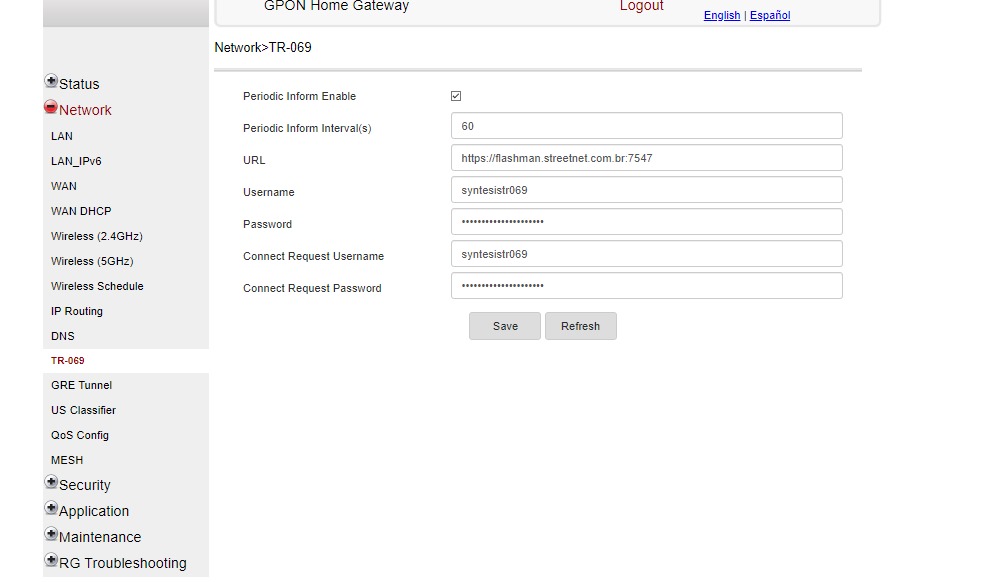 GPON Home Gateway
Logout
English | Español
Network>TR-069
Status
Network
LAN
LAN_IPv6
WAN
WAN DHCP
Wireless (2.4GHz)
Wireless (5GHz)
Wireless Schedule
IP Routing
DNS
TR-069
GRE Tunnel
US Classifier
QoS Config
MESH
Security
Application
Maintenance
RG Troubleshooting
Periodic Inform Enable
Periodic Inform Interval(s)
60
URL
https://flashman.streetnet.com.br:7547
Username
syntesistr069
Password
•••••••••••••••••••••
Connect Request Username
syntesistr069
Connect Request Password
•••••••••••••••••••••
Save
Refresh